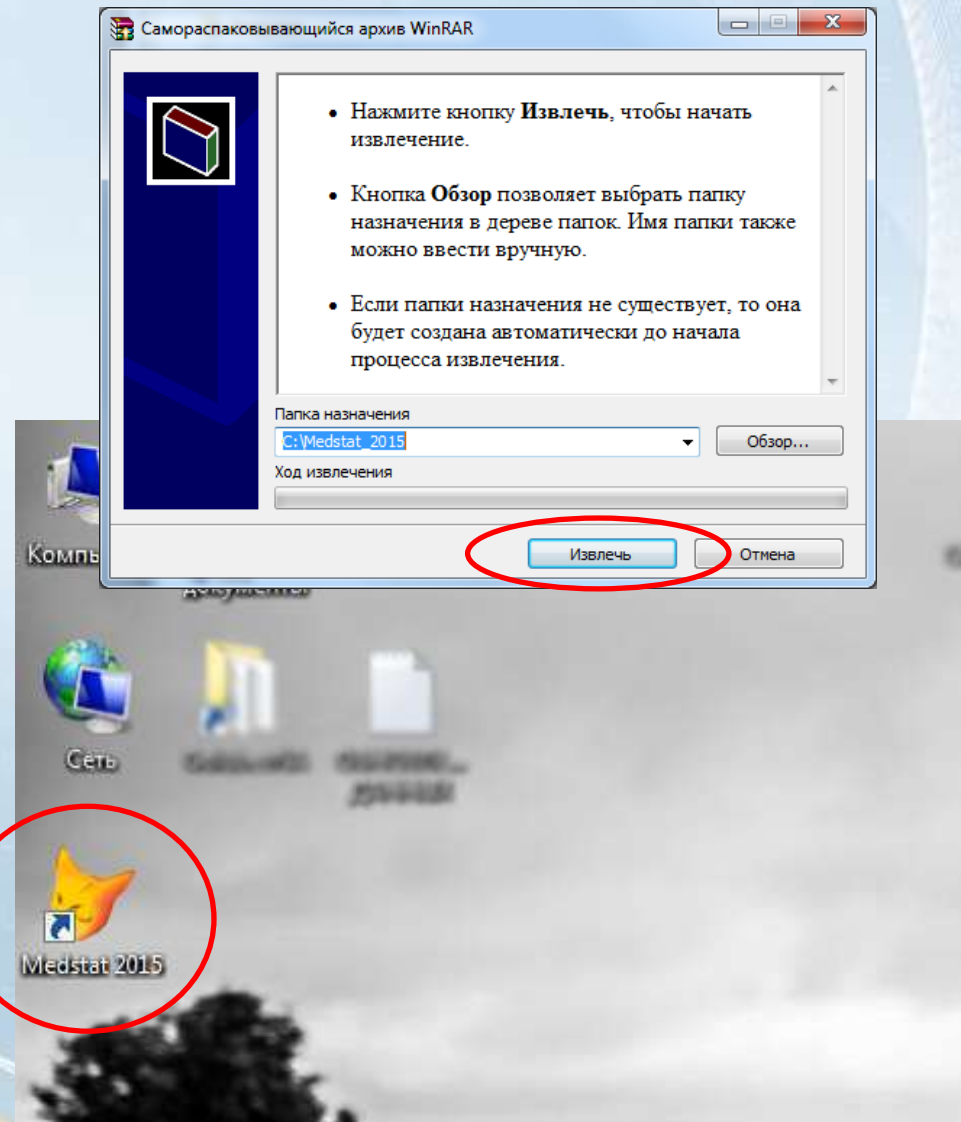 Самораспаковывающийся архив WinRAR
• Нажмите кнопку Извлечь, чтобы начать
извлечение.
• Кнопка Обзор позволяет выбрать папку
назначения в дереве папок. Имя папки также
можно ввести вручную.
• Если папки назначения не существует, то она
будет создана автоматически до начала
процесса извлечения.
Папка назначения
C:\Medstat_2015
Обзор...
Ход извлечения
Извлечь
Отмена
Компь
документы
Сеть
Medstat 2015